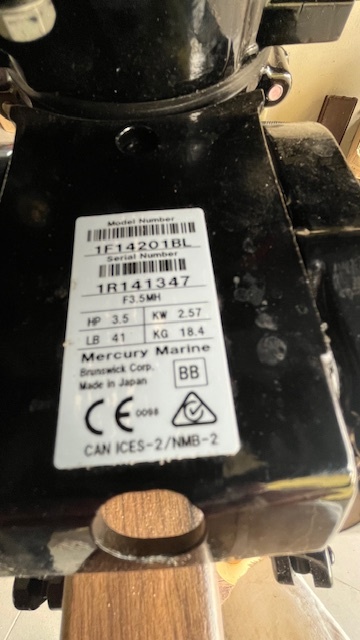 Model Number
1F14201BL
Serial Number
1R141347
F3.5MH
HP 3.5 KW 2.57
LB 41 KG 18.4
Mercury Marine
Brunswick Corp.
Made in Japan
BB
CE 0098
CAN ICES-2/NMB-2